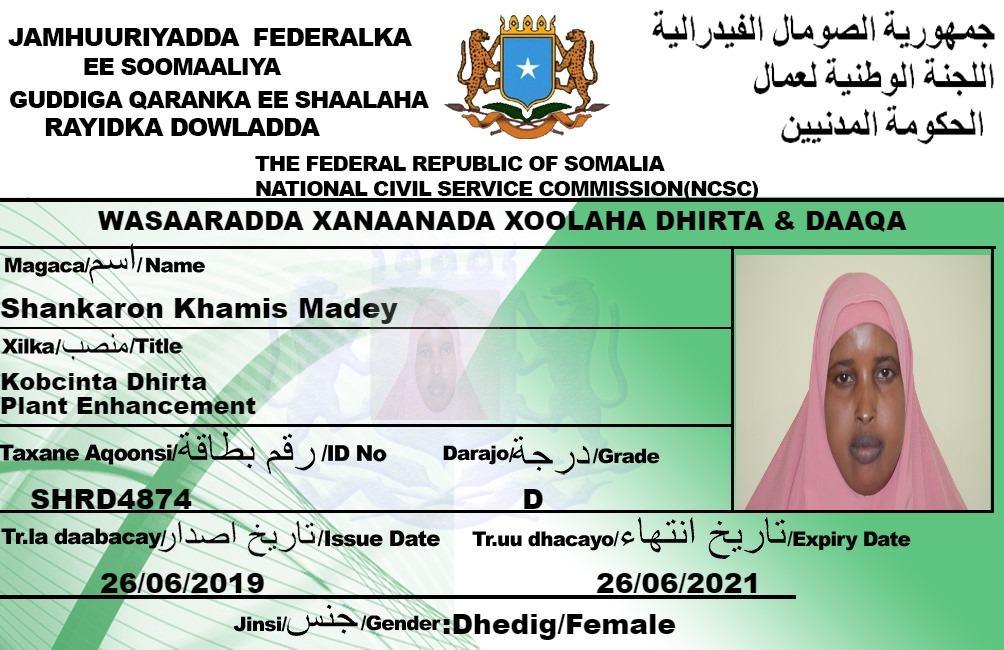 JAMHUURIYADDA FEDERALKA
EE SOOMAALIYA
GUDDIGA QARANKA EE SHAALAHA
RAYIDKA DOWLADDA
جمهورية الصومال الفيدرالية
اللجنة الوطنية لعمال
الحكومة المدنيين
THE FEDERAL REPUBLIC OF SOMALIA
NATIONAL CIVIL SERVICE COMMISSION(NCSC)
WASAARADDA XANAANADA XOOLAHA DHIRTA & DAAQA
Magaca/اسم/Name
Shankaron Khamis Madey
Xilka/منصب/Title
Kobcinta Dhirta
Plant Enhancement
Taxane Aqoonsi/رقم بطاقة/ID No Darajo/درجة/Grade
SHRD4874 D
Tr.la daabacay/تاريخ اصدار/Issue Date Tr.uu dhacayo/تاريخ انتهاء/Expiry Date
26/06/2019 26/06/2021
Jinsi/جنس/Gender:Dhedig/Female